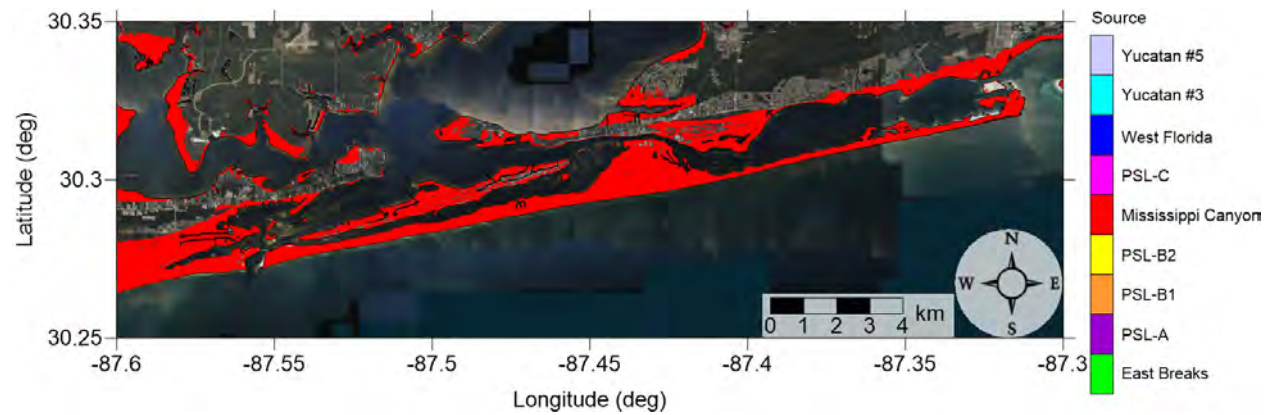 30.35
30.3
30.25
Latitude (deg)
-87.6
-87.55
-87.5
-87.45
-87.4
-87.35
-87.3
Longitude (deg)
0 1 2 3 4 km
N
W E
S
Source
Yucatan #5
Yucatan #3
West Florida
PSL-C
Mississippi Canyon
PSL-B2
PSL-B1
PSL-A
East Breaks